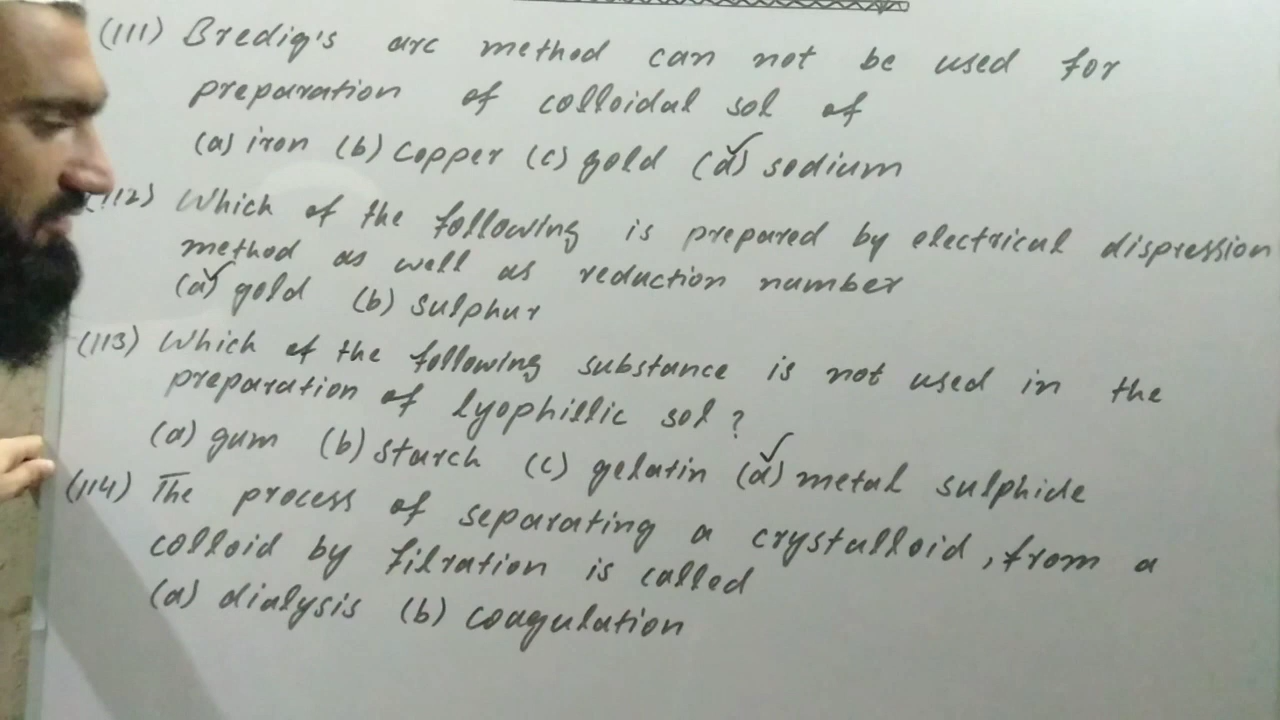 (111) Bredig's arc method can not be used for
preparation of colloidal sol of
(a) iron (b) copper (c) gold (d) sodium
(112) Which of the following is prepared by electrical dispression
method as well as reduction number
(a) gold (b) sulphur
(113) Which of the following substance is not used in the
preparation of lyophillic sol?
(a) gum (b) starch (c) gelatin (d) metal sulphide
(114) The process of separating a crystalloid, from a
colloid by filration is called
(a) dialysis (b) coagulation